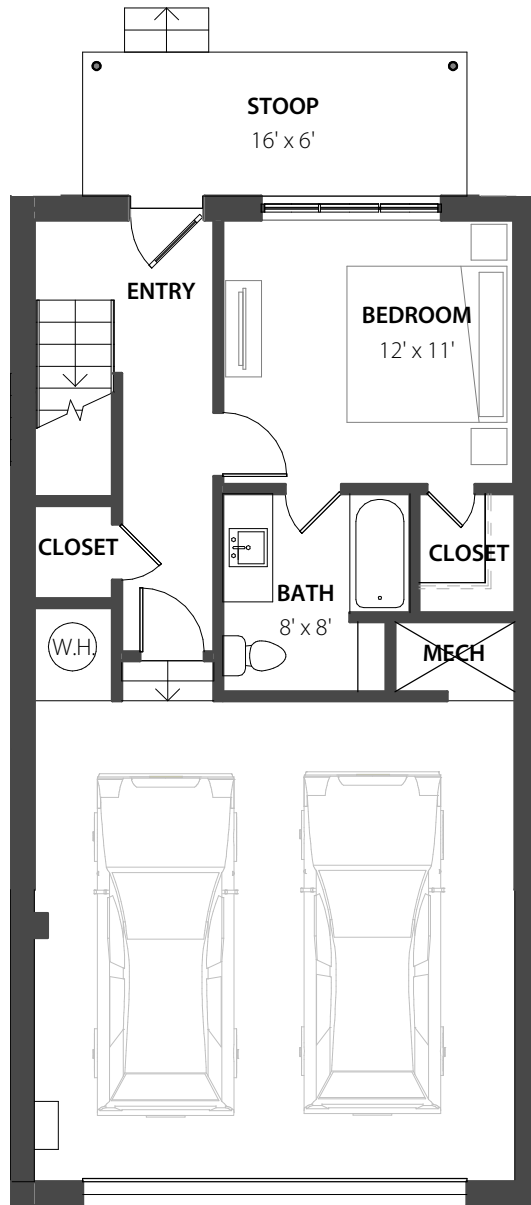 STOOP
16' x 6'
ENTRY
BEDROOM
12' x 11'
CLOSET
CLOSET
BATH
8' x 8'
W.H.
MECH